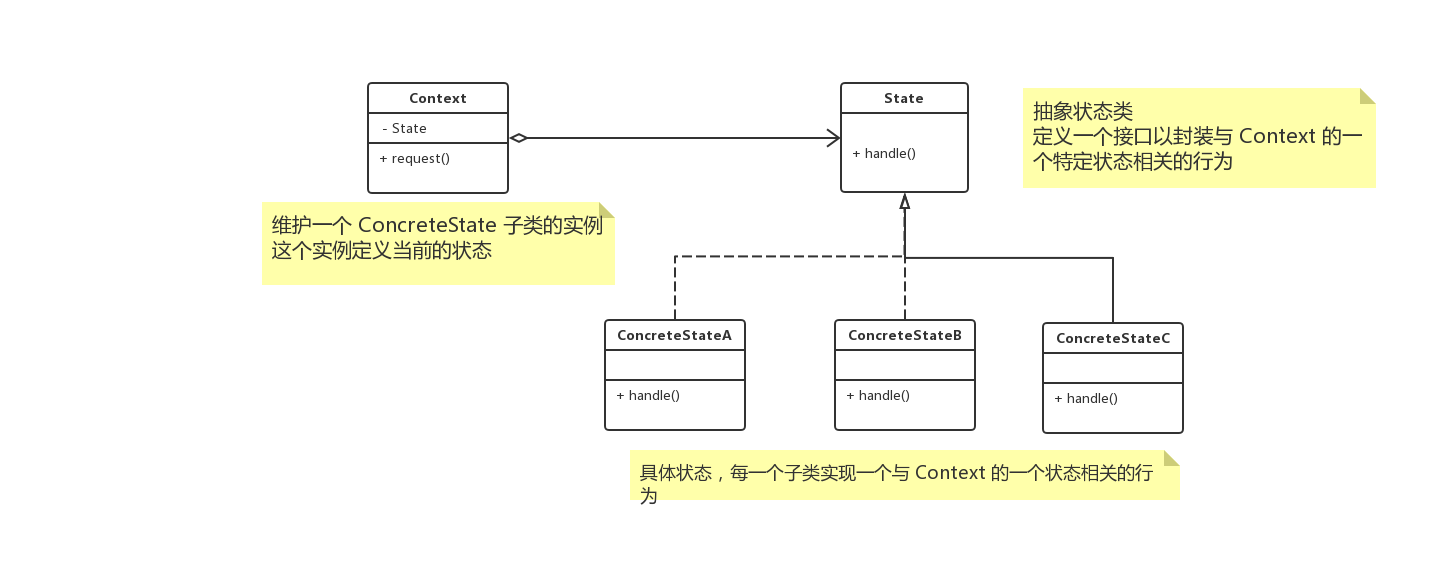 Context
- State
+ request()
State
+ handle()
抽象状态类
定义一个接口以封装与 Context 的一
个特定状态相关的行为
维护一个 ConcreteState 子类的实例
这个实例定义当前的状态
ConcreteStateA
+ handle()
ConcreteStateB
+ handle()
ConcreteStateC
+ handle()
具体状态，每一个子类实现一个与 Context 的一个状态相关的行
为